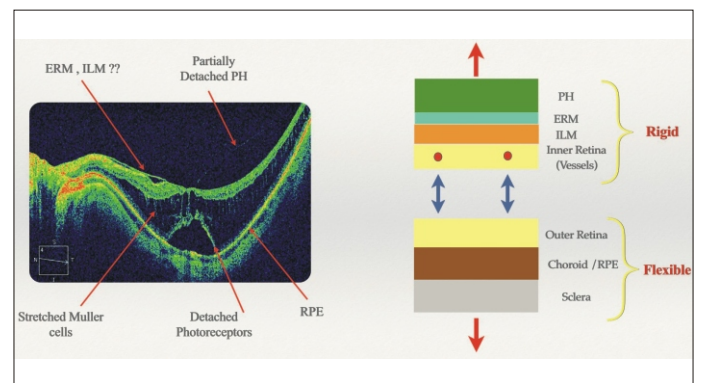 ERM , ILM ??
Partially
Detached PH
Stretched Muller
cells
Detached
Photoreceptors
RPE
PH
ERM
ILM
Inner Retina
(Vessels)
Rigid
Outer Retina
Choroid /RPE
Sclera
Flexible